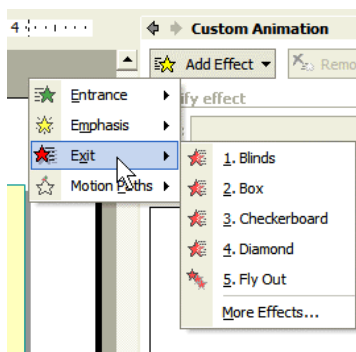 4
Custom Animation
Add Effect
Remo
ify effect
Entrance
Emphasis
Exit
Motion Paths
1. Blinds
2. Box
3. Checkerboard
4. Diamond
5. Fly Out
More Effects...